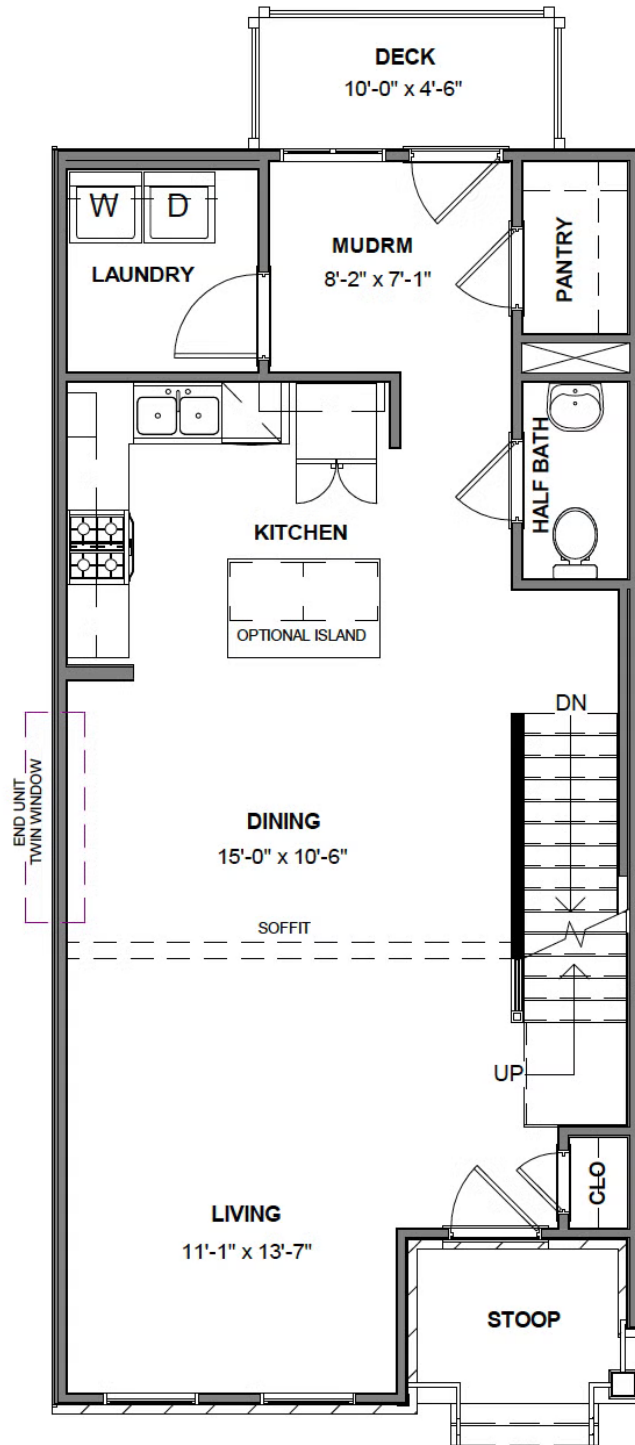 DECK
10'-0" x 4'-6"
W
D
LAUNDRY
MUDRM
8'-2" x 7'-1"
PANTRY
HALF BATH
KITCHEN
OPTIONAL ISLAND
DN
END UNIT
TWIN WINDOW
DINING
15'-0" x 10'-6"
SOFFIT
UP
CLO
LIVING
11'-1" x 13'-7"
STOOP